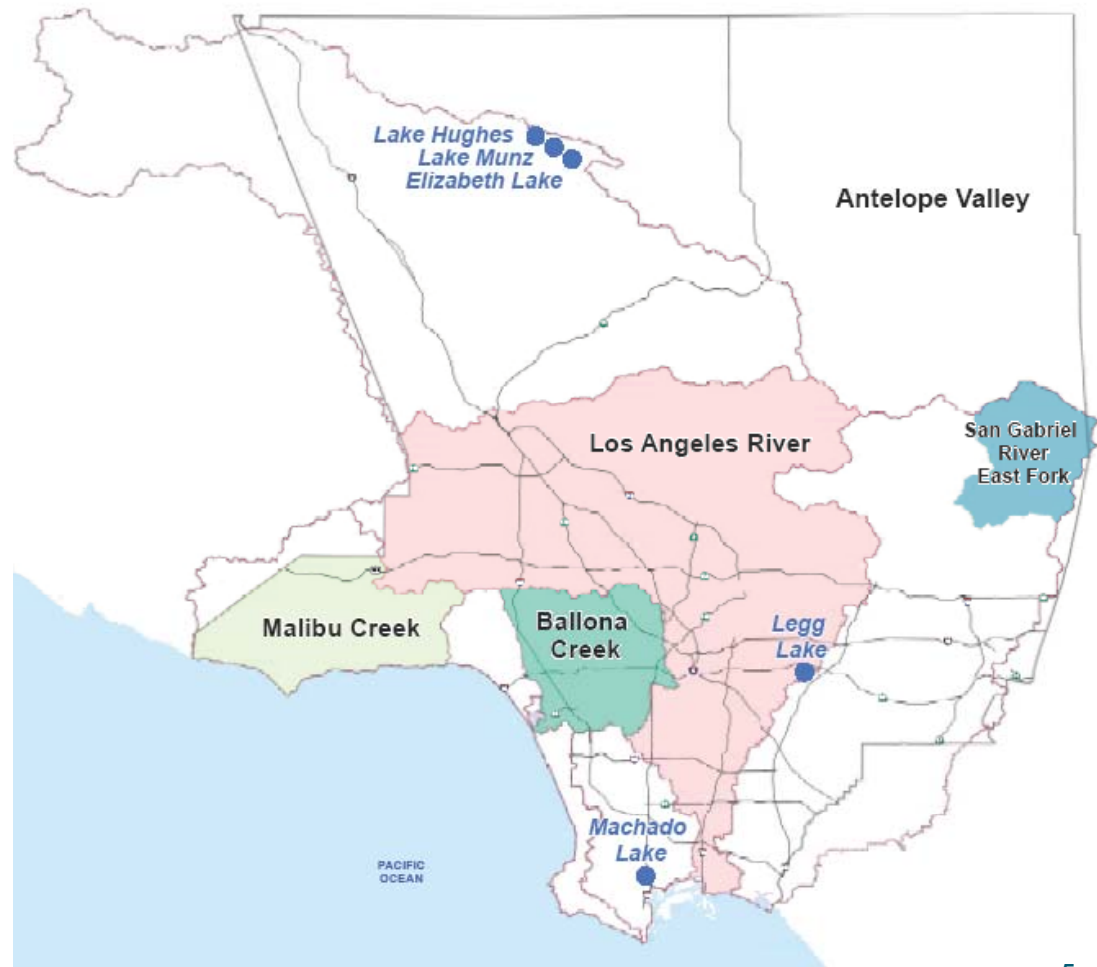 Lake Hughes
Lake Munz
Elizabeth Lake
Antelope Valley
Los Angeles River
San Gabriel
River
East Fork
Malibu Creek
Ballona
Creek
Legg
Lake
Machado
Lake
PACIFIC
OCEAN